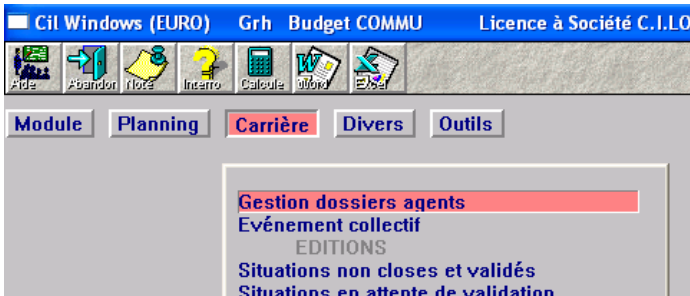 Cil Windows (EURO) Grh Budget COMMU Licence à Société C.I.LO
Aide Abandon Note Interro Calcule Word Excel
Module Planning Carrière Divers Outils
Gestion dossiers agents
Evénement collectif
EDITIONS
Situations non closes et validés
Situations en attente de validation